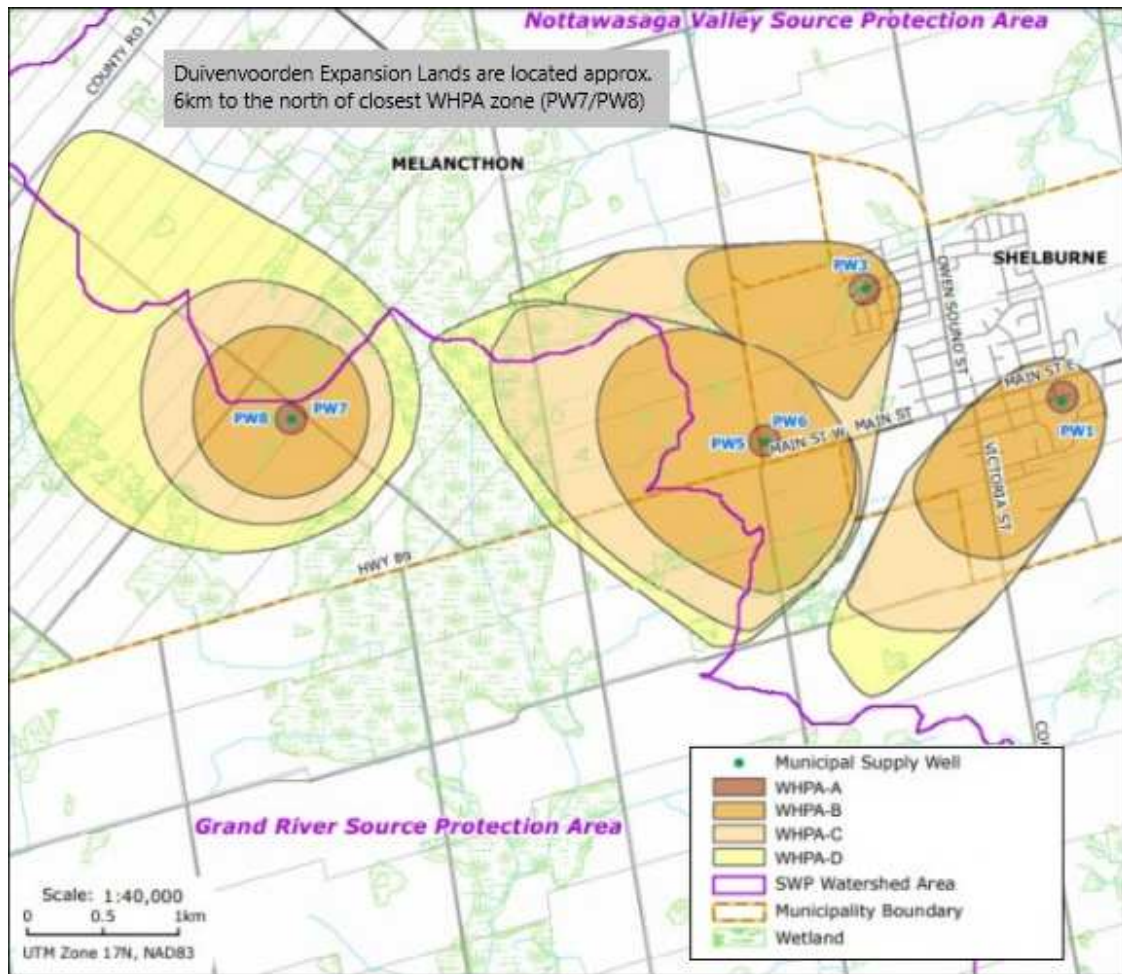 Nottawasaga Valley Source Protection Area
COUNTY RD 17
Duivenvoorden Expansion Lands are located approx.
6km to the north of closest WHPA zone (PW7/PW8)
MELANCTHON
SHELBURNE
OWEN SOUND ST
PW3
MAIN ST E
PW1
PW8
PW7
PW6
PW5
MAIN ST W
MAIN ST
VICTORIA ST
HWY 89
Grand River Source Protection Area
Municipal Supply Well
WHPA-A
WHPA-B
WHPA-C
WHPA-D
SWP Watershed Area
Municipality Boundary
Wetland
Scale: 1:40,000
0 0.5 1km
UTM Zone 17N, NAD83